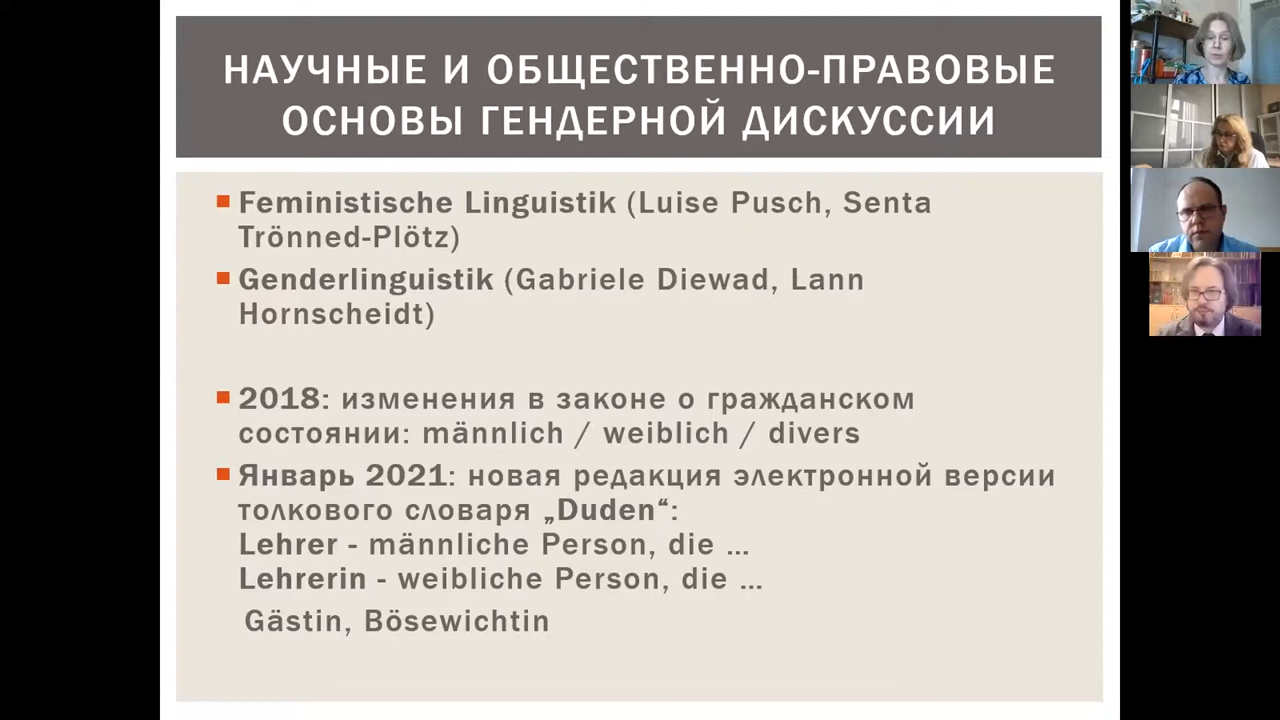 НАУЧНЫЕ И ОБЩЕСТВЕННО-ПРАВОВЫЕ
ОСНОВЫ ГЕНДЕРНОЙ ДИСКУССИИ
Feministische Linguistik (Luise Pusch, Senta
Trönned-Plötz)
Genderlinguistik (Gabriele Diewad, Lann
Hornscheidt)
2018: изменения в законе о гражданском
состоянии: männlich / weiblich / divers
Январь 2021: новая редакция электронной версии
толкового словаря „Duden“:
Lehrer - männliche Person, die ...
Lehrerin - weibliche Person, die ...
Gästin, Bösewichtin